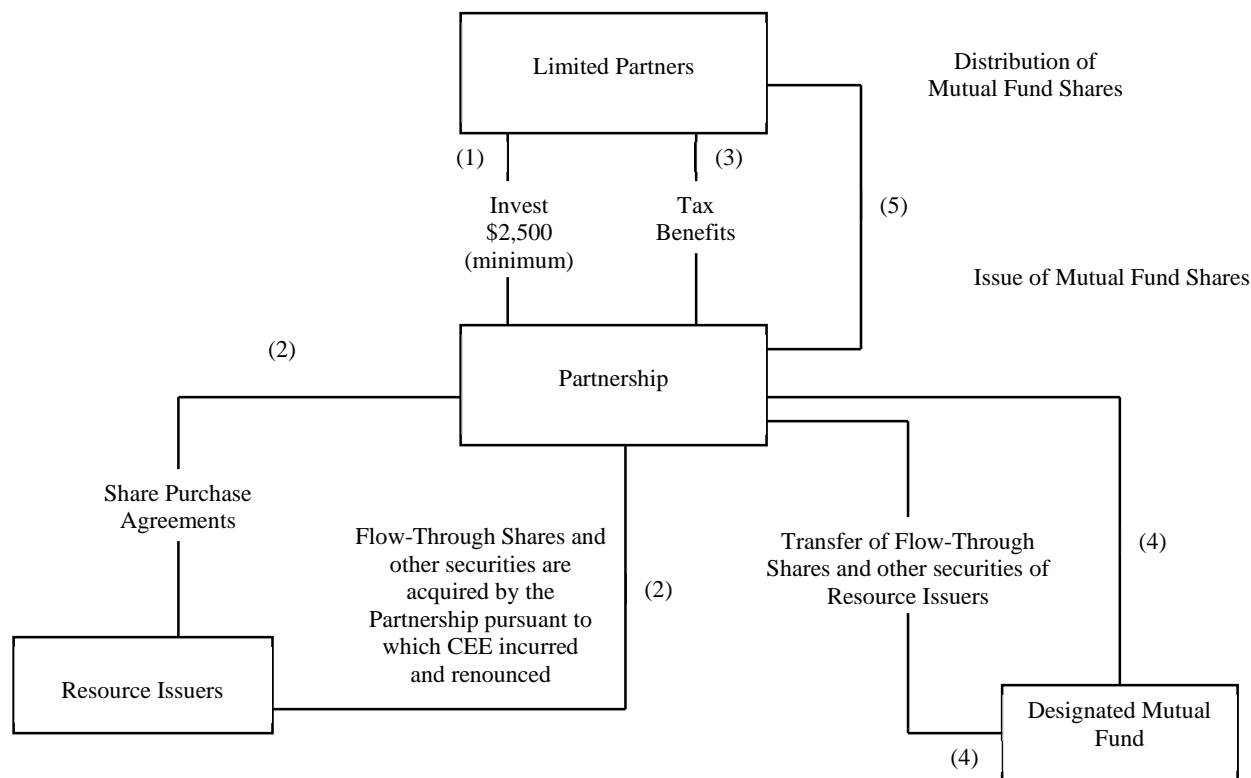 Limited Partners
Distribution of
Mutual Fund Shares
(1)
(3)
Invest
$2,500
(minimum)
Tax
Benefits
(5)
Issue of Mutual Fund Shares
(2)
Partnership
Share Purchase
Agreements
Flow-Through Shares and
other securities are
acquired by the
Partnership pursuant to
which CEE incurred
and renounced
(2)
Transfer of Flow-Through
Shares and other securities of
Resource Issuers
(4)
Resource Issuers
Designated Mutual
Fund
(4)